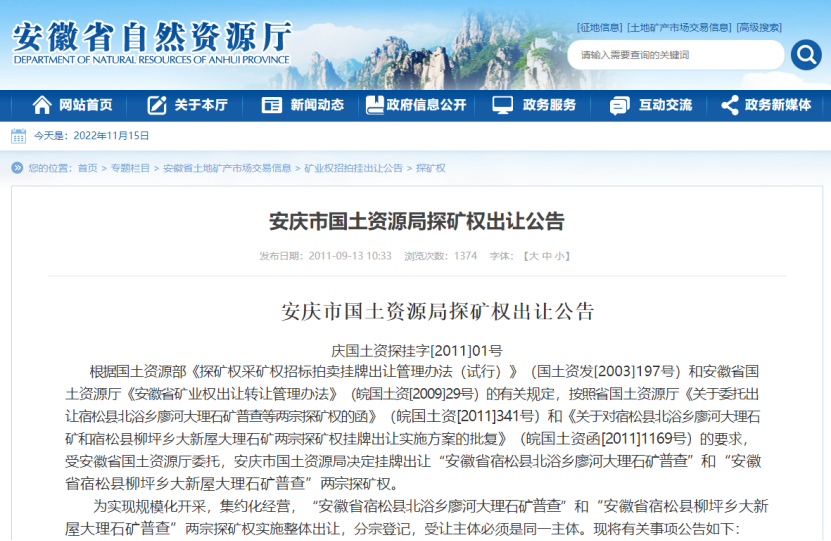 安徽省自然资源厅
DEPARTMENT OF NATURAL RESOURCES OF ANHUI PROVINCE
[征地信息] [土地矿产市场交易信息] [高级搜索]
请输入需要查询的关键词
网站首页 关于本厅 新闻动态 政府信息公开 政务服务 互动交流 政务新媒体
今天是：2022年11月15日
您的位置：首页 > 专题栏目 > 安徽省土地矿产市场交易信息 > 矿业权招拍挂出让公告 > 探矿权
安庆市国土资源局探矿权出让公告
发布日期：2011-09-13 10:33 浏览次数：1374 字体：【大 中 小】
安庆市国土资源局探矿权出让公告
庆国土资探挂字[2011]01号
根据国土资源部《探矿权采矿权招标拍卖挂牌出让管理办法（试行）》（国土资发[2003]197号）和安徽省国
土资源厅《安徽省矿业权出让转让管理办法》（皖国土资[2009]29号）的有关规定，按照省国土资源厅《关于委托出
让宿松县北浴乡廖河大理石矿普查等两宗探矿权的函》（皖国土资[2011]341号）和《关于对宿松县北浴乡廖河大理石
矿和宿松县柳坪乡大新屋大理石矿两宗探矿权挂牌出让实施方案的批复》（皖国土资函[2011]1169号）的要求，
受安徽省国土资源厅委托，安庆市国土资源局决定挂牌出让“安徽省宿松县北浴乡廖河大理石矿普查”和“安徽
省宿松县柳坪乡大新屋大理石矿普查”两宗探矿权。
为实现规模化开采，集约化经营，“安徽省宿松县北浴乡廖河大理石矿普查”和“安徽省宿松县柳坪乡大新
屋大理石矿普查”两宗探矿权实施整体出让，分宗登记，受让主体必须是同一主体。现将有关事项公告如下：